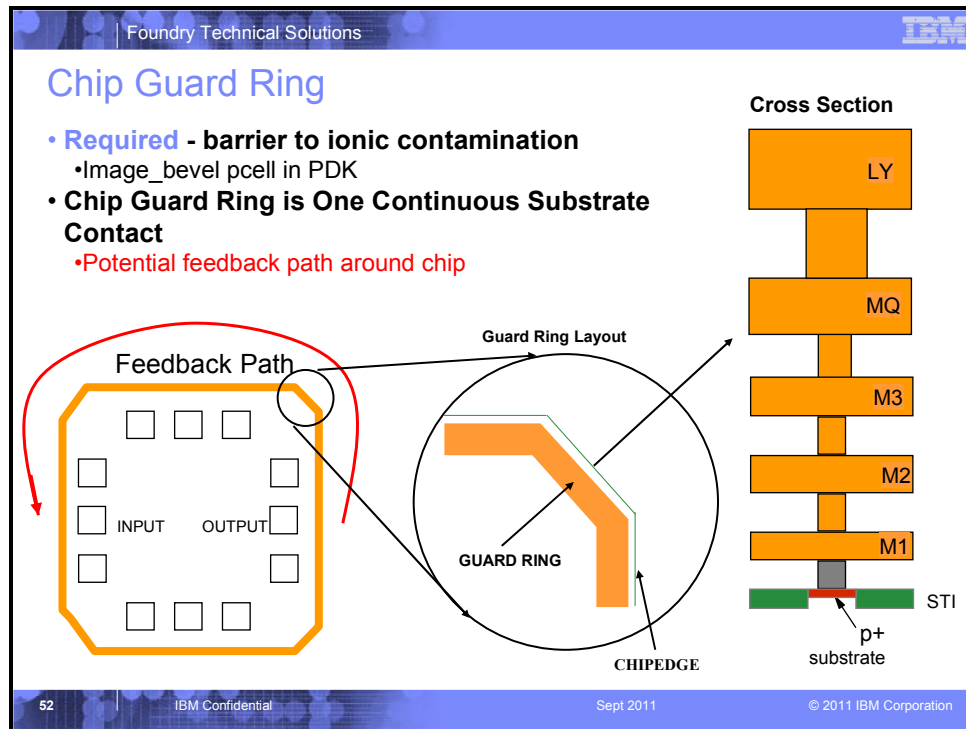 Foundry Technical Solutions
IBM
Chip Guard Ring
• Required - barrier to ionic contamination
•Image_bevel pcell in PDK
• Chip Guard Ring is One Continuous Substrate
Contact
•Potential feedback path around chip
Cross Section
LY
MQ
M3
M2
M1
STI
p+
substrate
Feedback Path
INPUT
OUTPUT
Guard Ring Layout
GUARD RING
CHIPEDGE
52
IBM Confidential
Sept 2011
© 2011 IBM Corporation